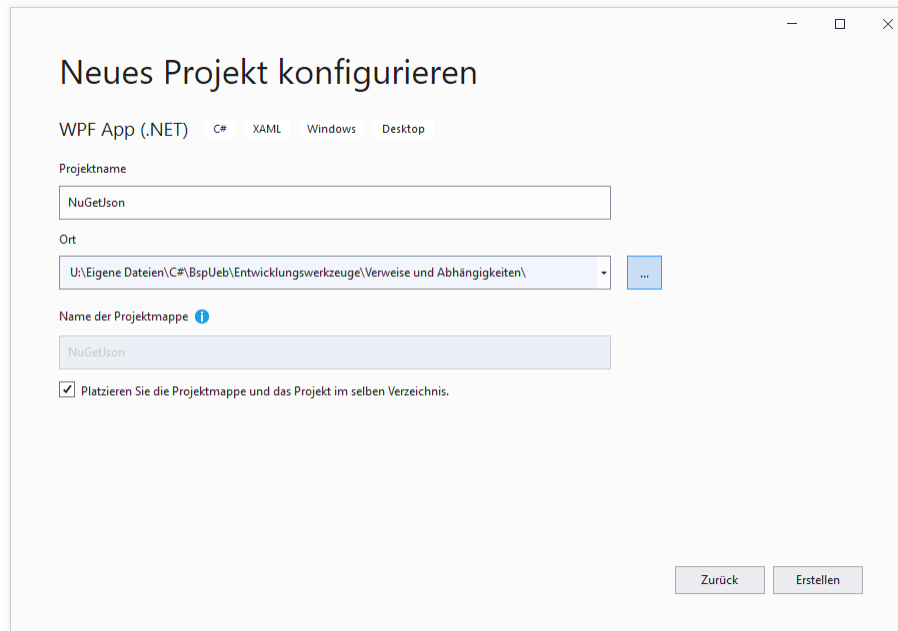 Neues Projekt konfigurieren
WPF App (.NET) C# XAML Windows Desktop
Projektname
NuGetJson
Ort
U:\Eigene Dateien\C#\BspUeb\Entwicklungswerkzeuge\Verweise und Abhängigkeiten\
...
Name der Projektmappe i
NuGetJson
Platzieren Sie die Projektmappe und das Projekt im selben Verzeichnis.
Zurück Erstellen